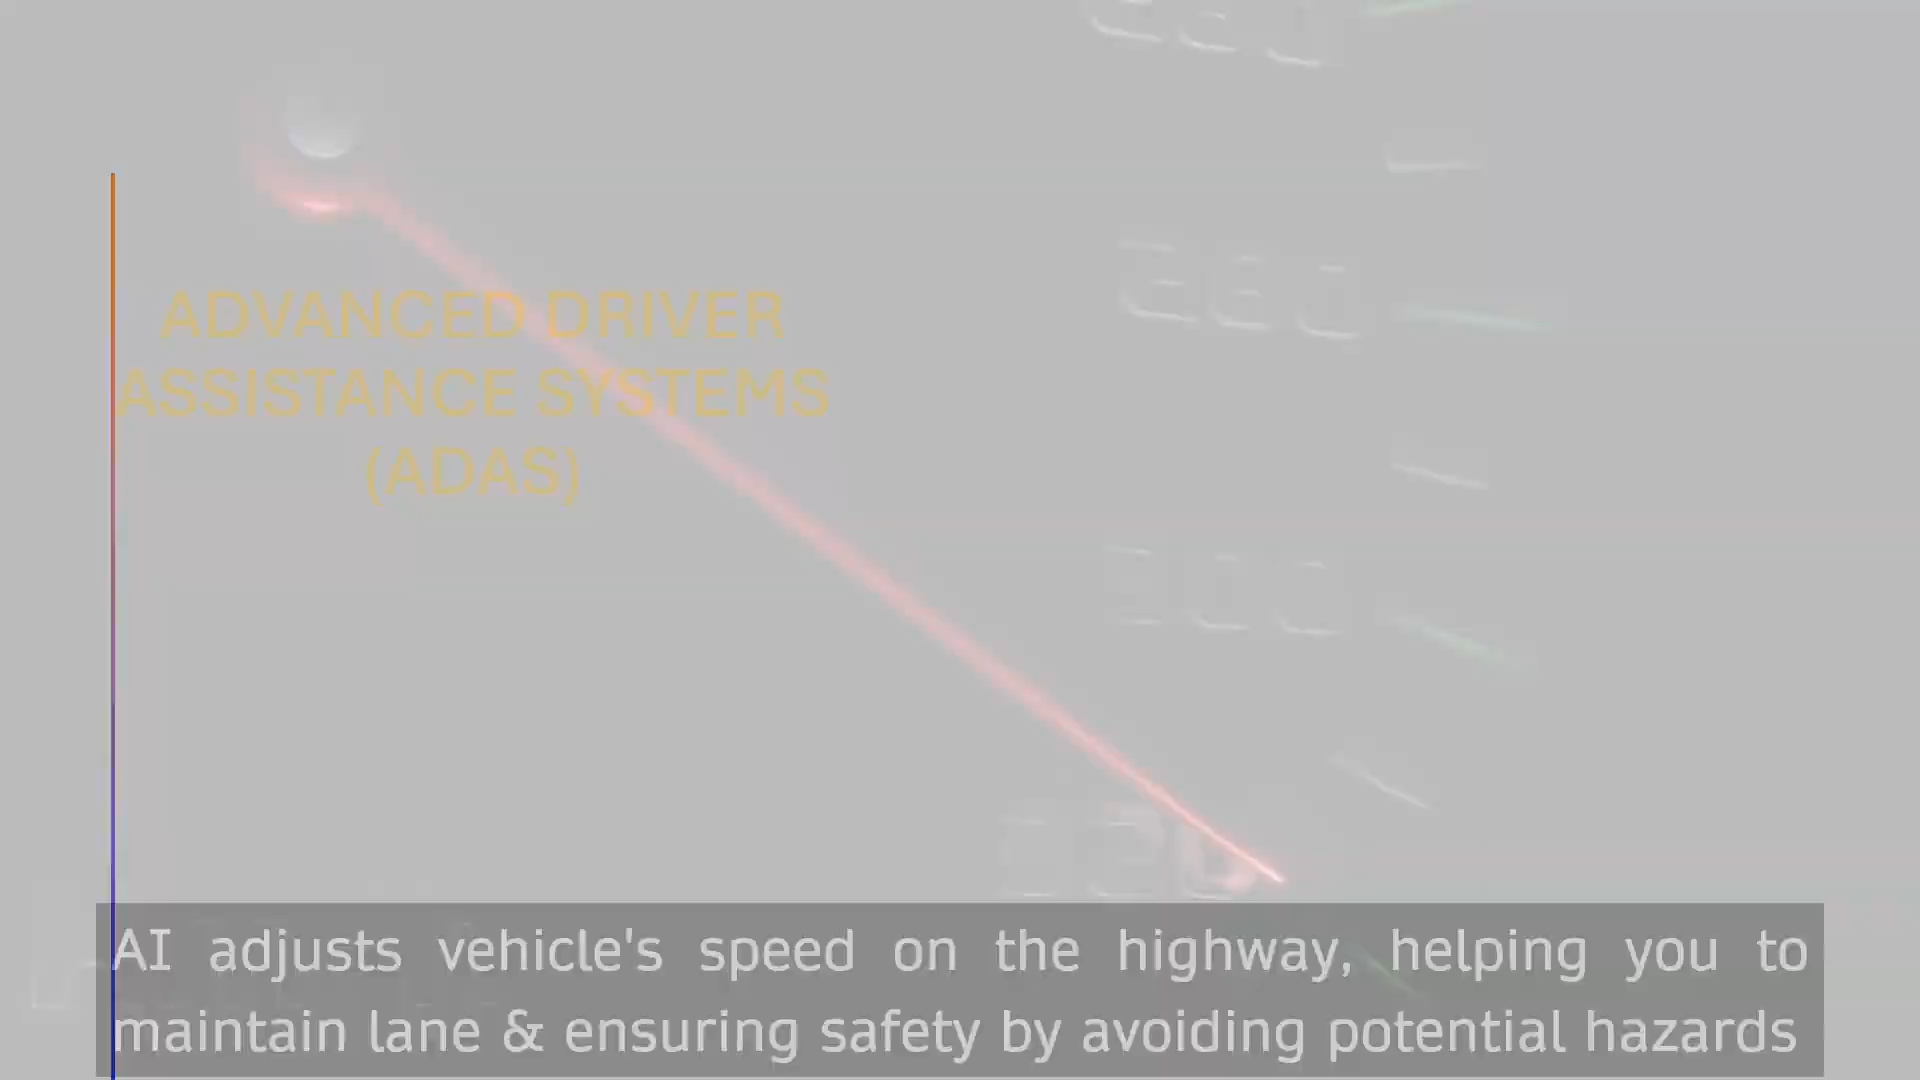 ADVANCED DRIVER
ASSISTANCE SYSTEMS
(ADAS)
AI adjusts vehicle's speed on the highway, helping you to
maintain lane & ensuring safety by avoiding potential hazards